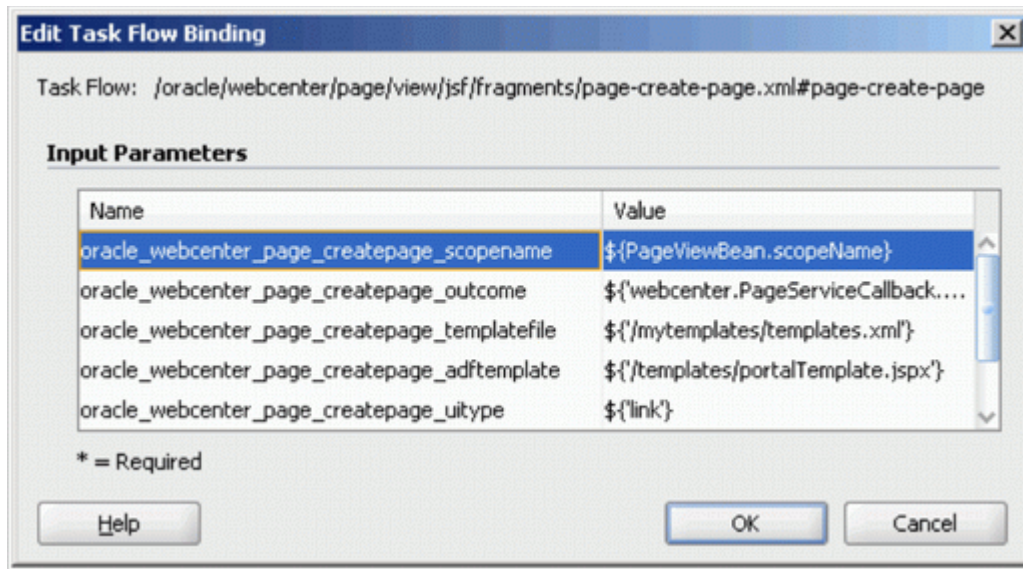 Edit Task Flow Binding
Task Flow: /oracle/webcenter/page/view/jsf/fragments/page-create-page.xml#page-create-page
Input Parameters
Name Value
oracle_webcenter_page_createpage_scopename ${PageViewBean.scopeName}
oracle_webcenter_page_createpage_outcome ${'webcenter.PageServiceCallback....
oracle_webcenter_page_createpage_templatefile ${'/mytemplates/templates.xml'}
oracle_webcenter_page_createpage_adftemplate ${'/templates/portalTemplate.jspx'}
oracle_webcenter_page_createpage_uitype ${'link'}
* = Required
Help OK Cancel